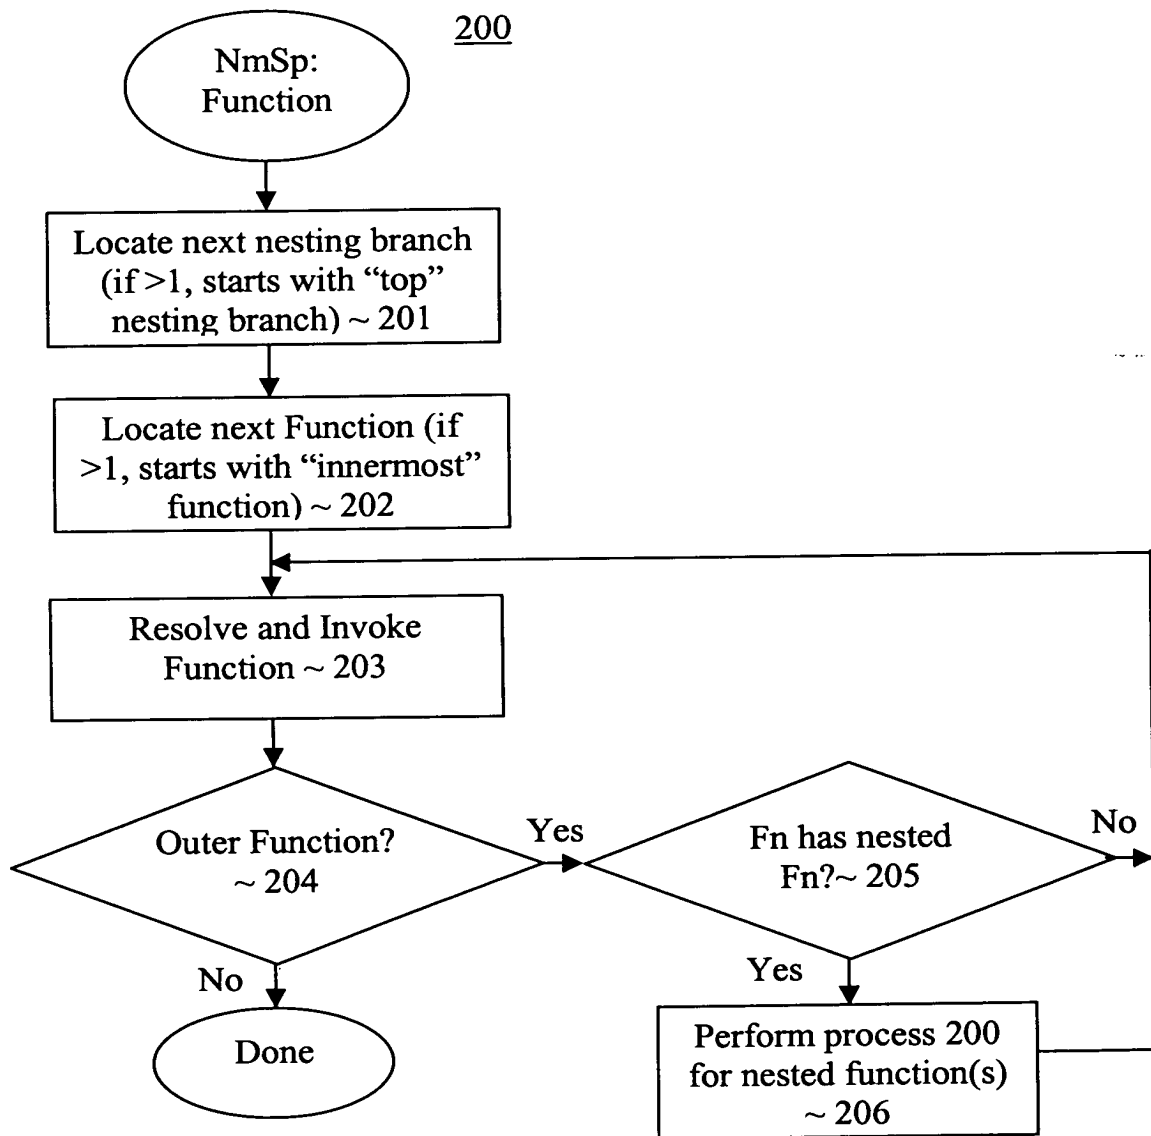 200
NmSp:
Function
Locate next nesting branch
(if >1, starts with “top”
nesting branch) ~ 201
Locate next Function (if
>1, starts with “innermost”
function) ~ 202
Resolve and Invoke
Function ~ 203
Outer Function?
~ 204
Yes
No
Fn has nested
Fn?~ 205
No
Yes
Done
Perform process 200
for nested function(s)
~ 206